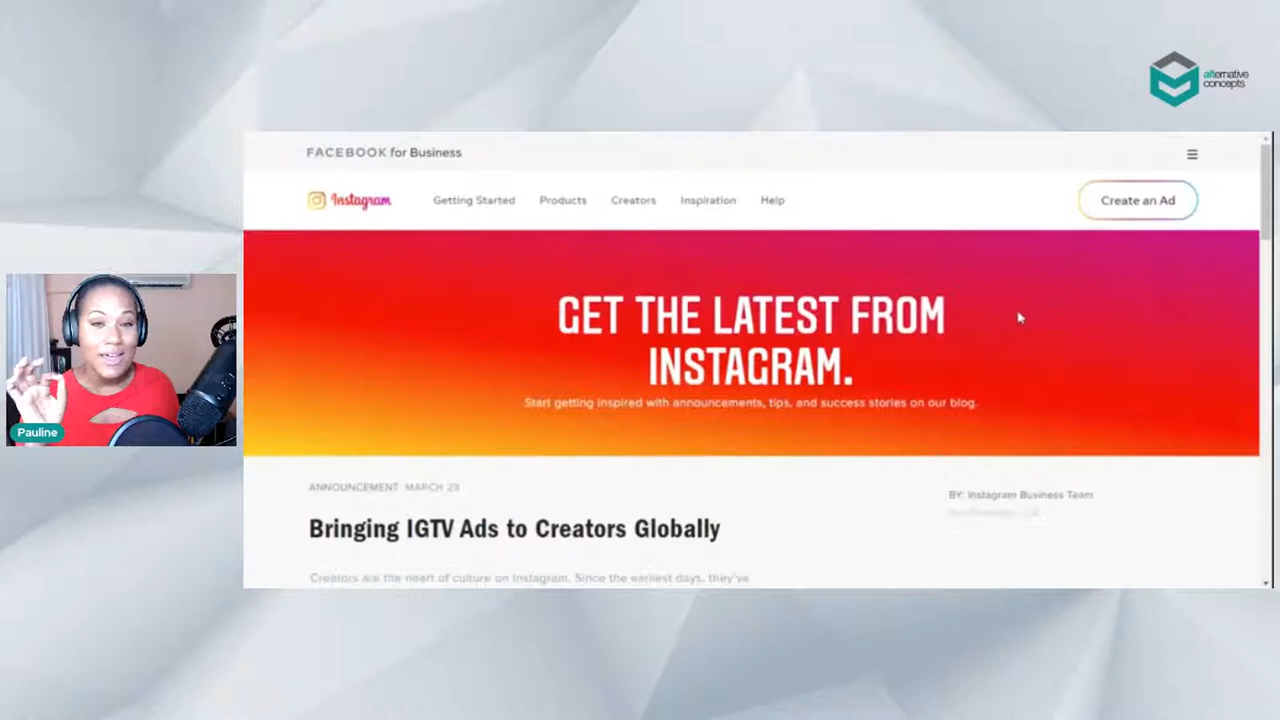 alternative
concepts
FACEBOOK for Business
Instagram
Getting Started
Products
Creators
Inspiration
Help
Create an Ad
GET THE LATEST FROM
INSTAGRAM.
Start getting inspired with announcements, tips, and success stories on our blog.
Pauline
ANNOUNCEMENT MARCH 23
BY: Instagram Business Team
Bringing IGTV Ads to Creators Globally
Creators are the heart of culture on Instagram. Since the earliest days, they've